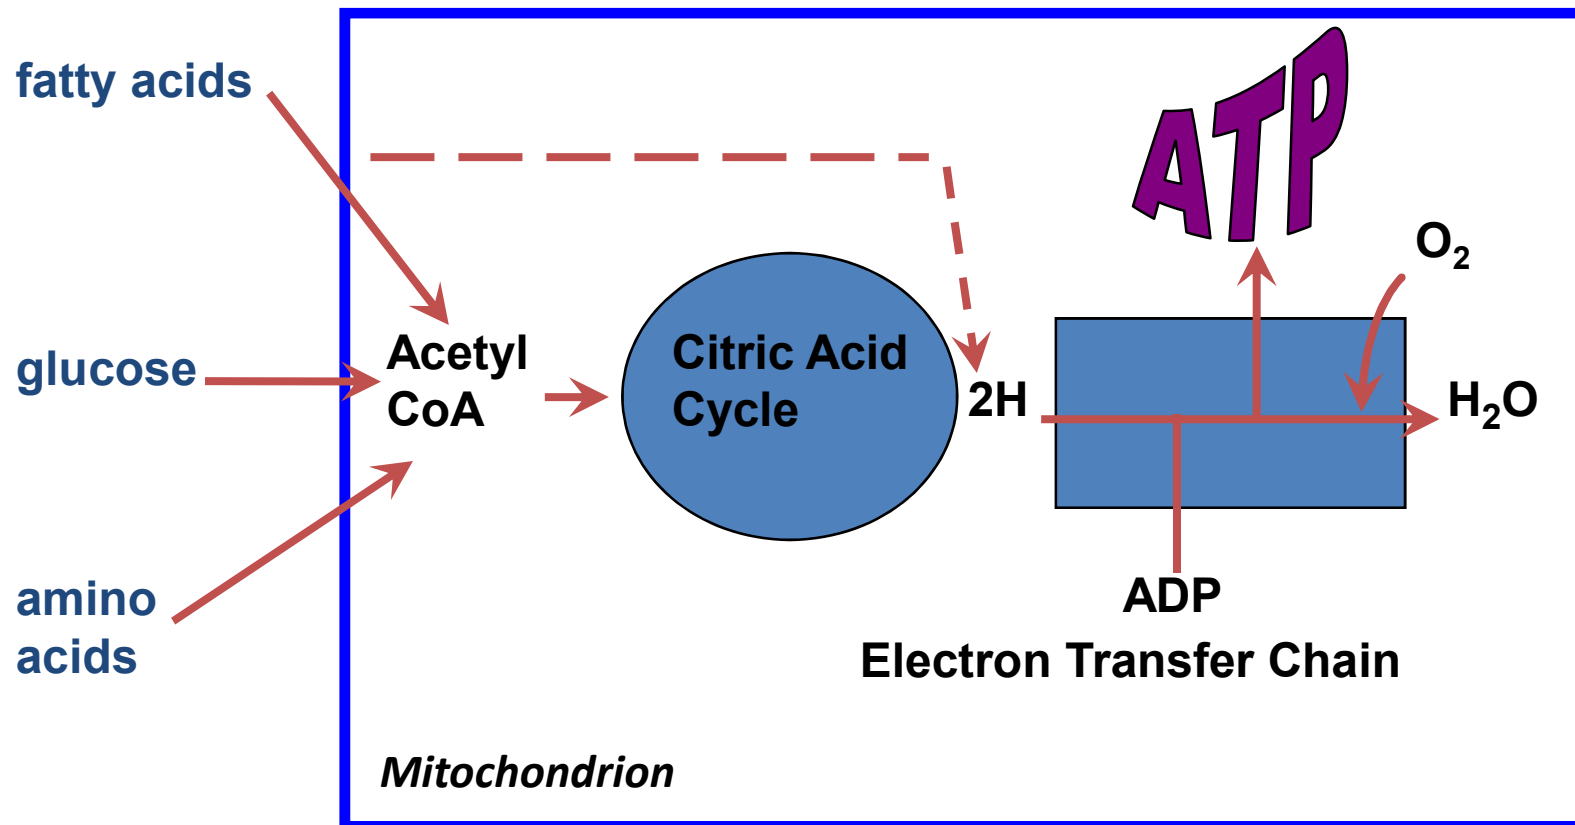 fatty acids
ATP
O₂
glucose
Acetyl
CoA
Citric Acid
Cycle
2H
H₂O
amino
acids
ADP
Electron Transfer Chain
Mitochondrion